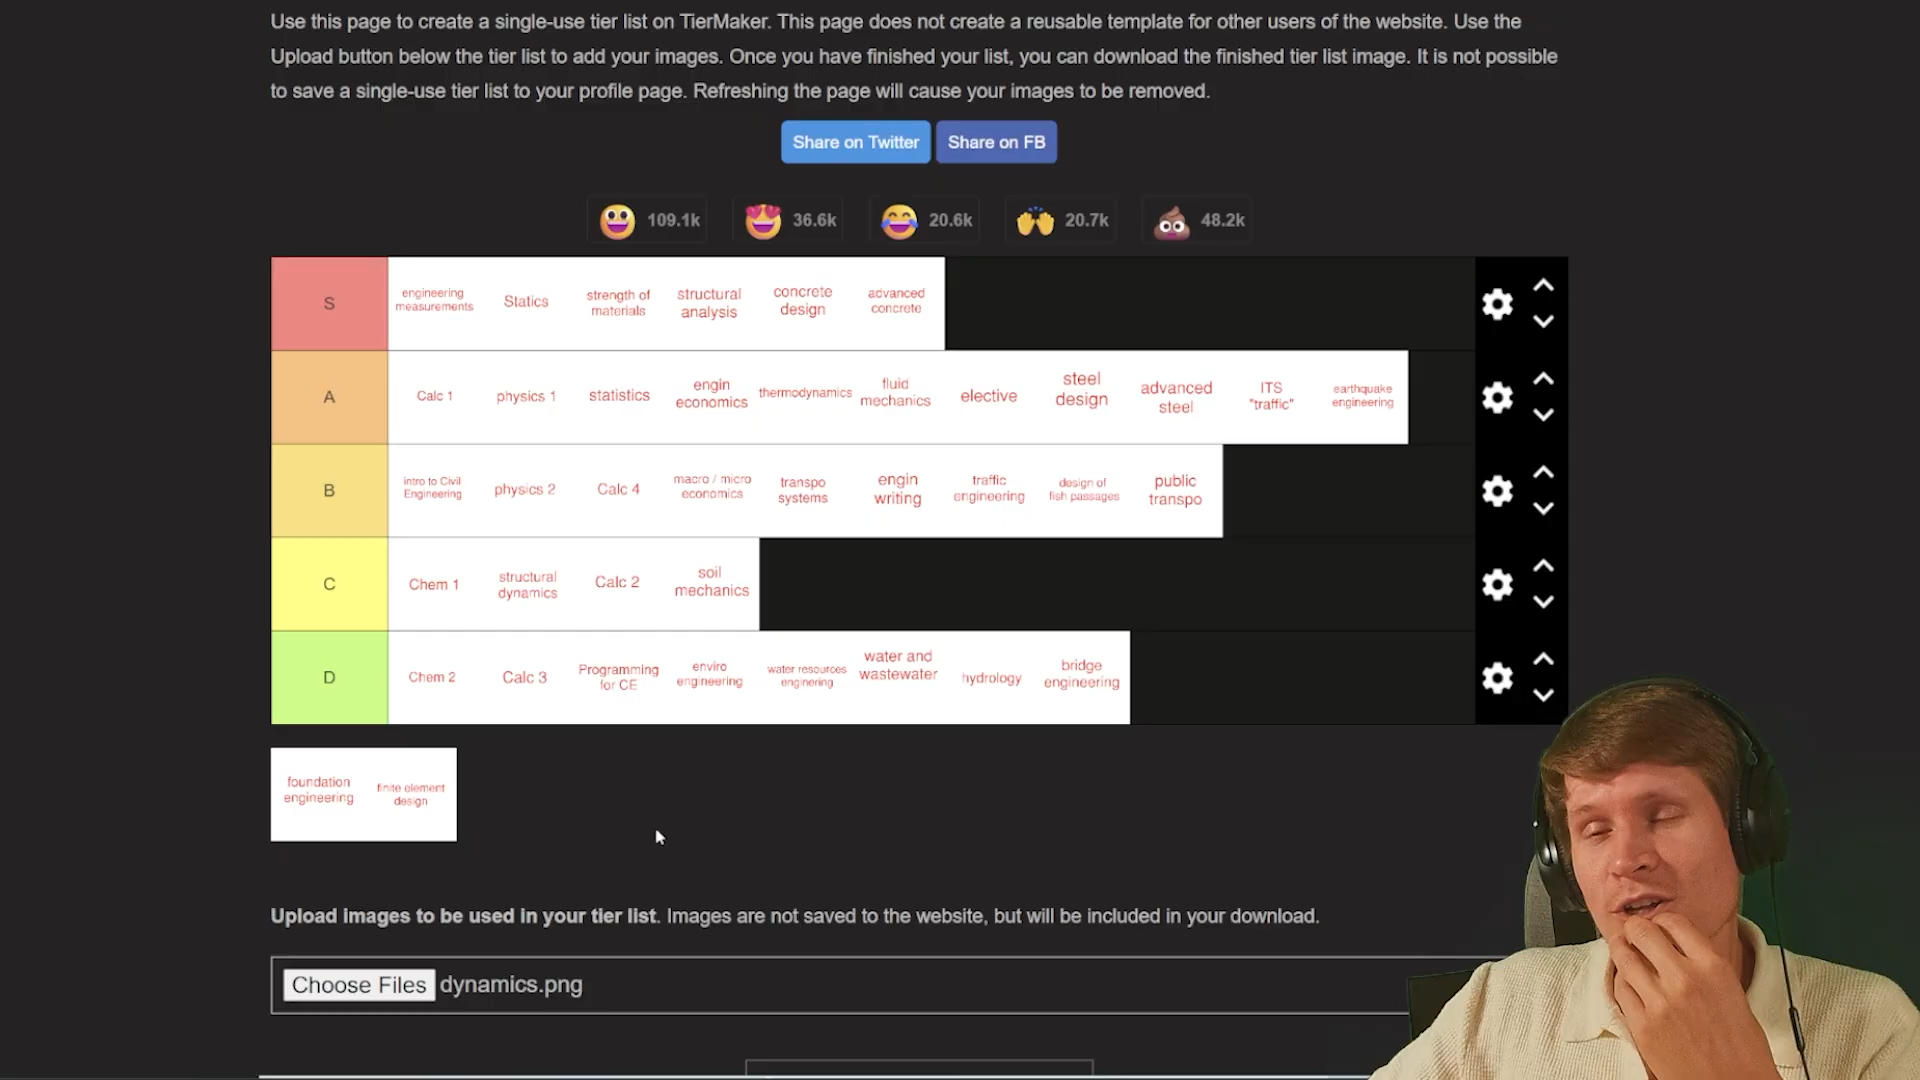 Use this page to create a single-use tier list on TierMaker. This page does not create a reusable template for other users of the website. Use the
Upload button below the tier list to add your images. Once you have finished your list, you can download the finished tier list image. It is not possible
to save a single-use tier list to your profile page. Refreshing the page will cause your images to be removed.
Share on Twitter
Share on FB
109.1k
36.6k
20.6k
20.7k
48.2k
S
engineering
measurements
Statics
strength of
materials
structural
analysis
concrete
design
advanced
concrete
A
Calc 1
physics 1
statistics
engin
economics
thermodynamics
fluid
mechanics
elective
steel
design
advanced
steel
ITS
"traffic"
earthquake
engineering
B
intro to Civil
Engineering
physics 2
Calc 4
macro / micro
economics
transpo
systems
engin
writing
traffic
engineering
design of
fish passages
public
transpo
C
Chem 1
structural
dynamics
Calc 2
soil
mechanics
D
Chem 2
Calc 3
Programming
for CE
enviro
engineering
water resources
enginering
water and
wastewater
hydrology
bridge
engineering
foundation
engineering
finite element
design
Upload images to be used in your tier list. Images are not saved to the website, but will be included in your download.
Choose Files dynamics.png